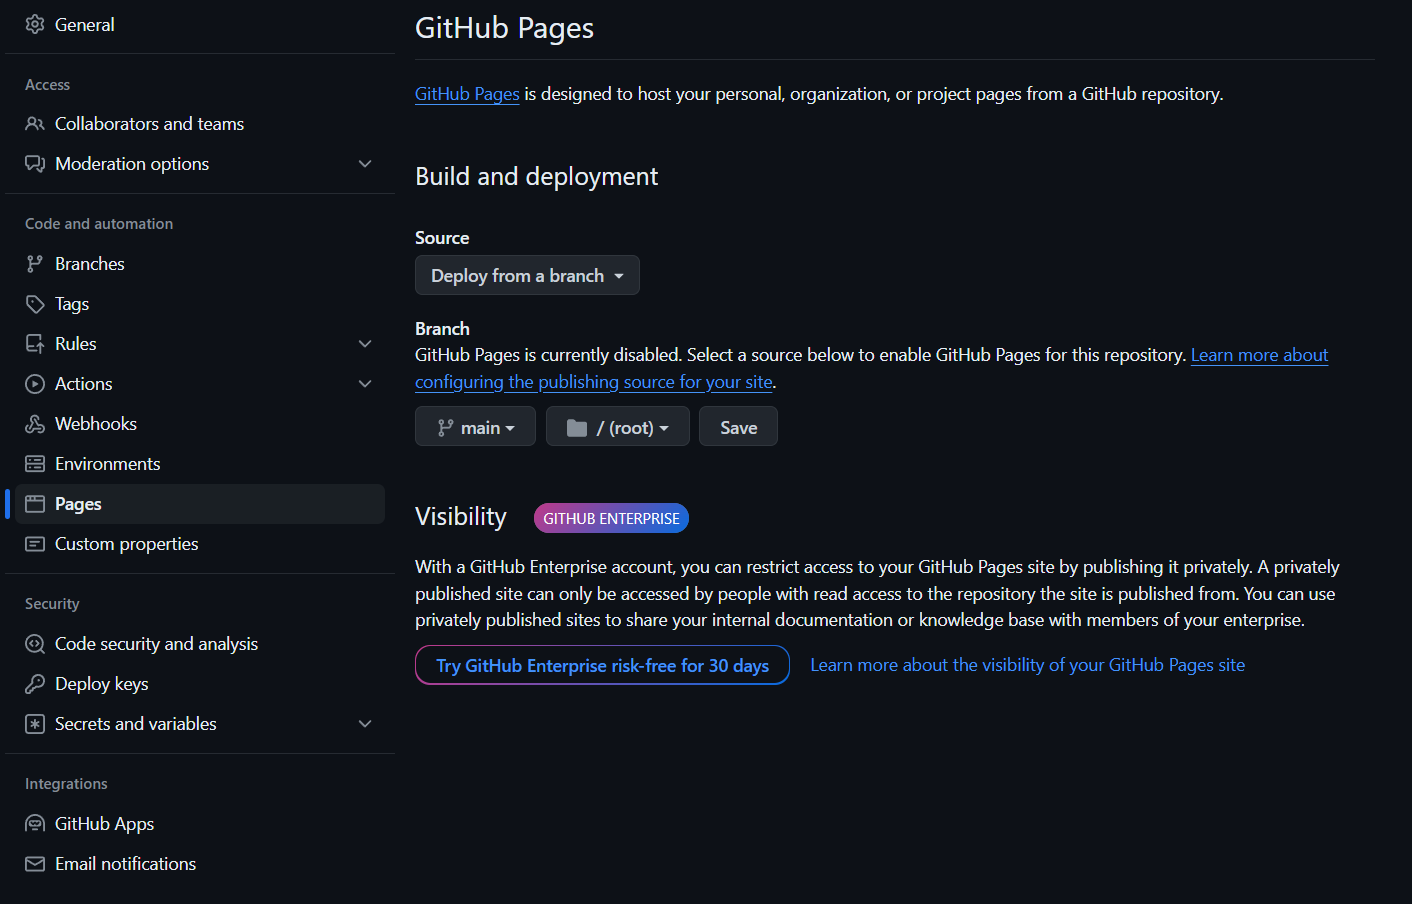 General
Access
Collaborators and teams
Moderation options
Code and automation
Branches
Tags
Rules
Actions
Webhooks
Environments
Pages
Custom properties
Security
Code security and analysis
Deploy keys
Secrets and variables
Integrations
GitHub Apps
Email notifications
GitHub Pages
GitHub Pages is designed to host your personal, organization, or project pages from a GitHub repository.
Build and deployment
Source
Deploy from a branch
Branch
GitHub Pages is currently disabled. Select a source below to enable GitHub Pages for this repository. Learn more about
configuring the publishing source for your site.
main / (root) Save
Visibility GITHUB ENTERPRISE
With a GitHub Enterprise account, you can restrict access to your GitHub Pages site by publishing it privately. A privately
published site can only be accessed by people with read access to the repository the site is published from. You can use
privately published sites to share your internal documentation or knowledge base with members of your enterprise.
Try GitHub Enterprise risk-free for 30 days Learn more about the visibility of your GitHub Pages site